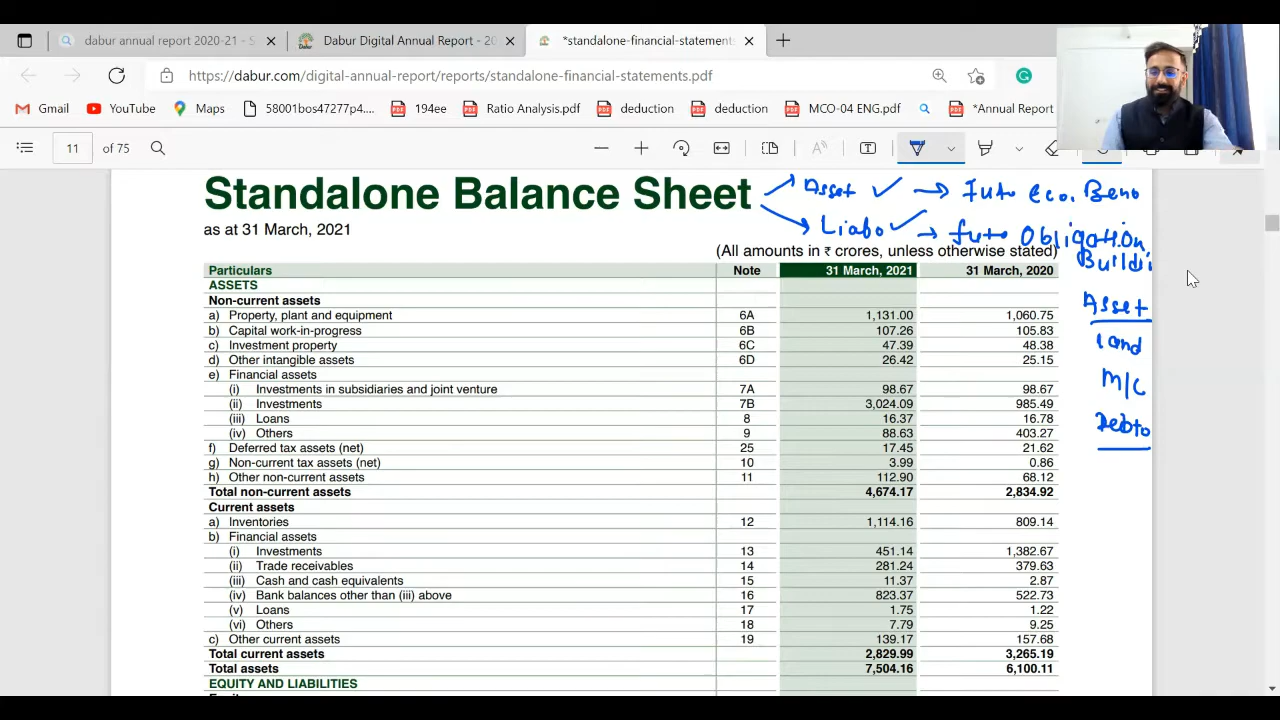 dabur annual report 2020-21 - S
Dabur Digital Annual Report - 20
*standalone-financial-statements
https://dabur.com/digital-annual-report/reports/standalone-financial-statements.pdf
Gmail YouTube Maps 58001bos47277p4.... 194ee Ratio Analysis.pdf deduction deduction MCO-04 ENG.pdf *Annual Report
11 of 75
Standalone Balance Sheet
Asset → Futu eco. Bene
Liabo → futu Obligation
as at 31 March, 2021
(All amounts in ₹ crores, unless otherwise stated)
Buildi
Asset
land
M/C
Debto
Particulars Note 31 March, 2021 31 March, 2020
ASSETS
Non-current assets
a) Property, plant and equipment 6A 1,131.00 1,060.75
b) Capital work-in-progress 6B 107.26 105.83
c) Investment property 6C 47.39 48.38
d) Other intangible assets 6D 26.42 25.15
e) Financial assets
(i) Investments in subsidiaries and joint venture 7A 98.67 98.67
(ii) Investments 7B 3,024.09 985.49
(iii) Loans 8 16.37 16.78
(iv) Others 9 88.63 403.27
f) Deferred tax assets (net) 25 17.45 21.62
g) Non-current tax assets (net) 10 3.99 0.86
h) Other non-current assets 11 112.90 68.12
Total non-current assets 4,674.17 2,834.92
Current assets
a) Inventories 12 1,114.16 809.14
b) Financial assets
(i) Investments 13 451.14 1,382.67
(ii) Trade receivables 14 281.24 379.63
(iii) Cash and cash equivalents 15 11.37 2.87
(iv) Bank balances other than (iii) above 16 823.37 522.73
(v) Loans 17 1.75 1.22
(vi) Others 18 7.79 9.25
c) Other current assets 19 139.17 157.68
Total current assets 2,829.99 3,265.19
Total assets 7,504.16 6,100.11
EQUITY AND LIABILITIES